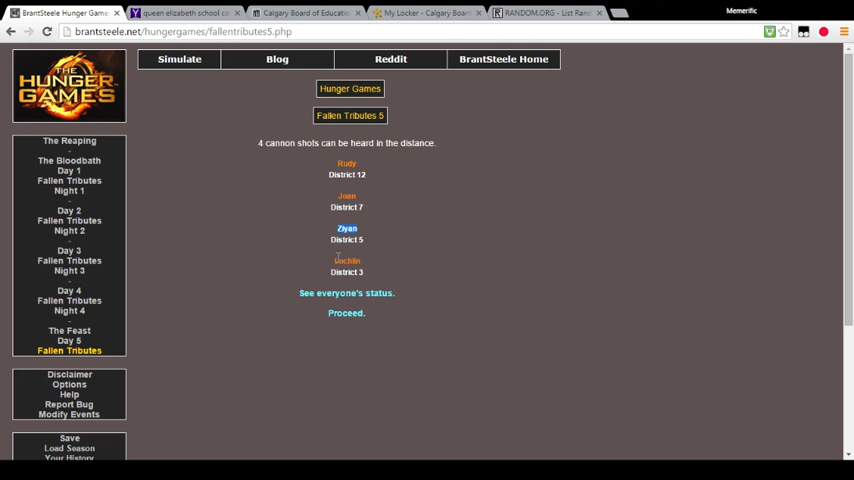 BrantSteele Hunger Game
queen elizabeth school ca
Calgary Board of Educatio
My Locker - Calgary Boar
RANDOM.ORG - List Rand
Memerific
brantsteele.net/hungergames/fallentributes5.php
THE HUNGER GAMES
Simulate
Blog
Reddit
BrantSteele Home
Hunger Games
Fallen Tributes 5
4 cannon shots can be heard in the distance.
Rudy
District 12
Joan
District 7
Ziyan
District 5
Lochlin
District 3
See everyone's status.
Proceed.
The Reaping
-
The Bloodbath
Day 1
Fallen Tributes
Night 1
-
Day 2
Fallen Tributes
Night 2
-
Day 3
Fallen Tributes
Night 3
-
Day 4
Fallen Tributes
Night 4
-
The Feast
Day 5
Fallen Tributes
Disclaimer
Options
Help
Report Bug
Modify Events
Save
Load Season
Your History